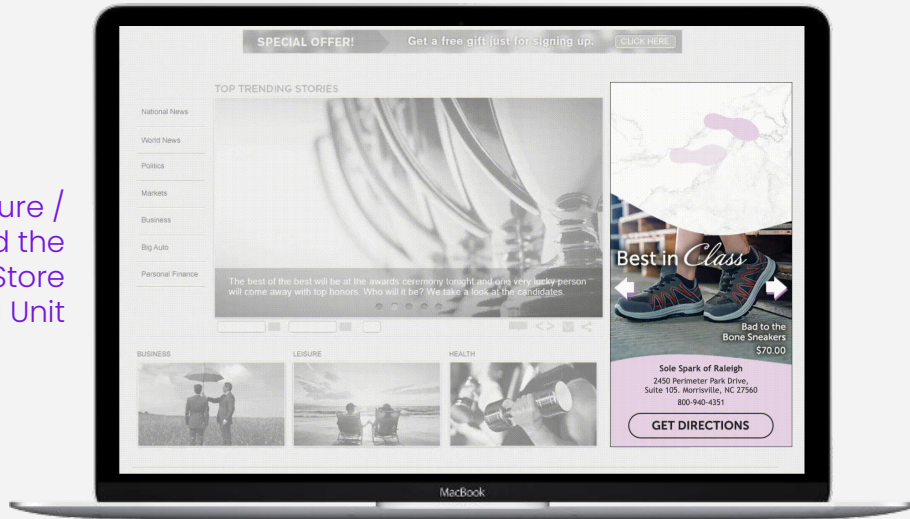 ure /
d the
Store
Unit
SPECIAL OFFER!
Get a free gift just for signing up.
CLICK HERE
TOP TRENDING STORIES
National News
World News
Politics
Markets
Business
Big Auto
Personal Finance
The best of the best will be at the awards ceremony tonight and one very lucky person
will come away with top honors. Who will it be? We take a look at the candidates.
BUSINESS
LEISURE
HEALTH
Best in Class
Bad to the
Bone Sneakers
$70.00
Sole Spark of Raleigh
2450 Perimeter Park Drive,
Suite 105. Morrisville, NC 27560
800-940-4351
GET DIRECTIONS
MacBook